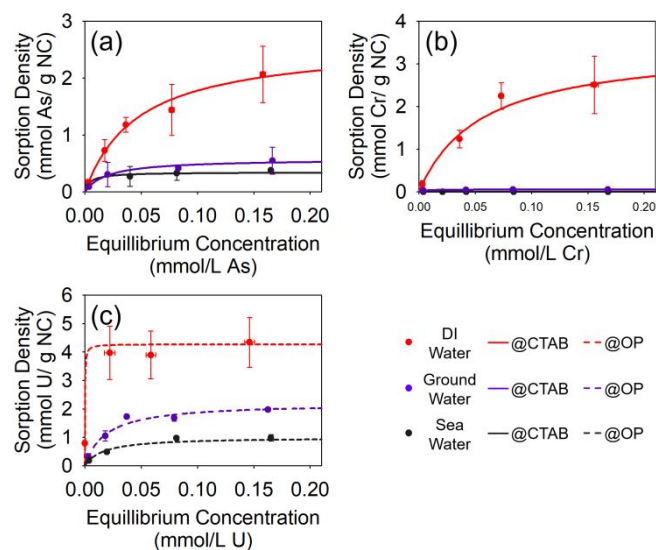 (a)
Sorption Density
(mmol As/ g NC)
3
2
1
0
0.00 0.05 0.10 0.15 0.20
Equillibrium Concentration
(mmol/L As)
(b)
Sorption Density
(mmol Cr/ g NC)
4
3
2
1
0
0.00 0.05 0.10 0.15 0.20
Equillibrium Concentration
(mmol/L Cr)
(c)
Sorption Density
(mmol U/ g NC)
6
5
4
3
2
1
0
0.00 0.05 0.10 0.15 0.20
Equillibrium Concentration
(mmol/L U)
DI
Water
@CTAB
@OP
Ground
Water
@CTAB
@OP
Sea
Water
@CTAB
@OP